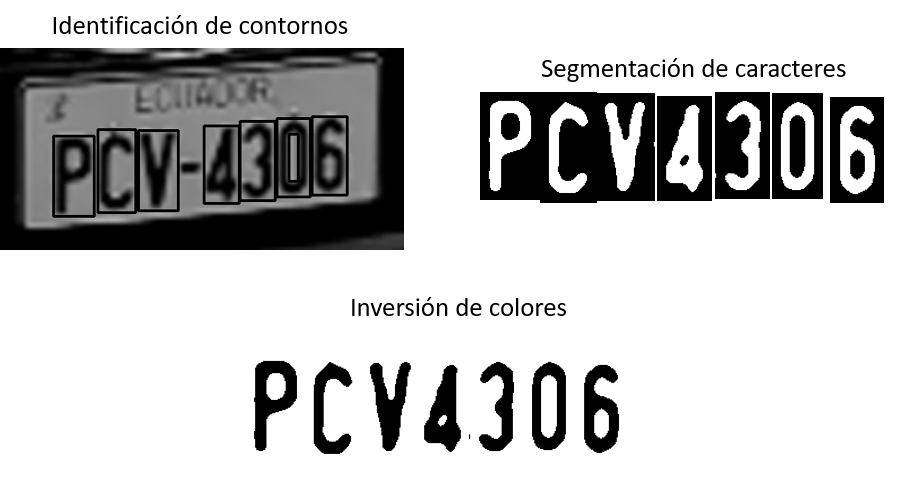 Identificación de contornos
ECUADOR
PCV-4306
Segmentación de caracteres
PCV4306
Inversión de colores
PCV4306